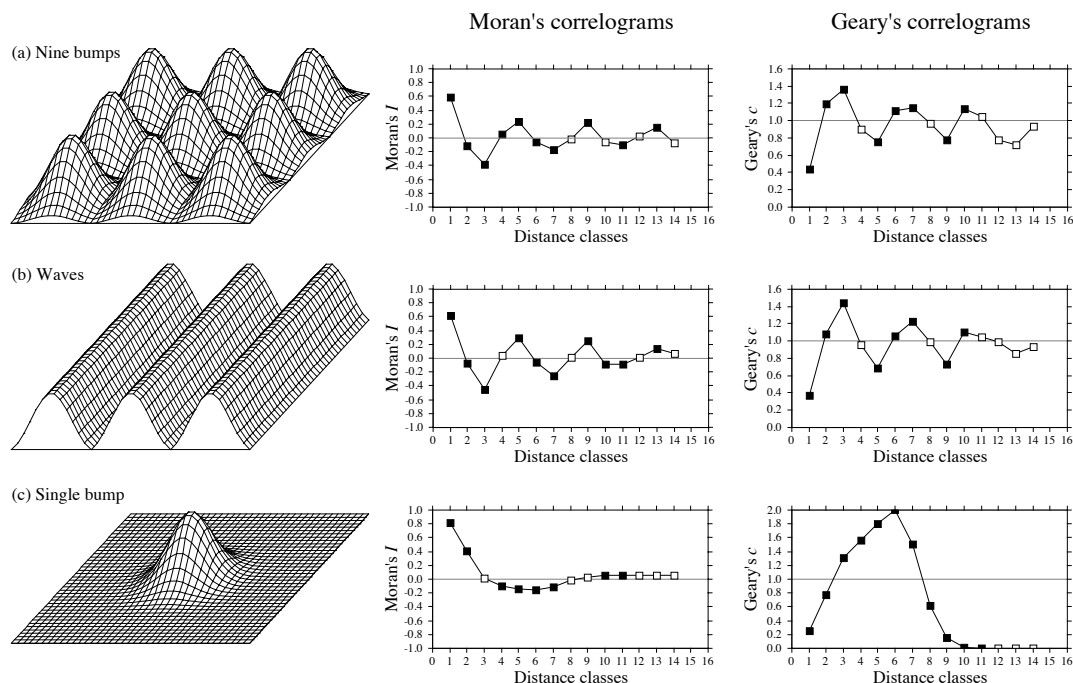 Moran's correlograms
Geary's correlograms
(a) Nine bumps
1.0
0.8
0.6
0.4
0.2
0.0
-0.2
-0.4
-0.6
-0.8
-1.0
Moran's I
0 1 2 3 4 5 6 7 8 9 10 11 12 13 14 15 16
Distance classes
1.6
1.4
1.2
1.0
0.8
0.6
0.4
0.2
0.0
Geary's c
0 1 2 3 4 5 6 7 8 9 10 11 12 13 14 15 16
Distance classes
(b) Waves
1.0
0.8
0.6
0.4
0.2
0.0
-0.2
-0.4
-0.6
-0.8
-1.0
Moran's I
0 1 2 3 4 5 6 7 8 9 10 11 12 13 14 15 16
Distance classes
1.6
1.4
1.2
1.0
0.8
0.6
0.4
0.2
0.0
Geary's c
0 1 2 3 4 5 6 7 8 9 10 11 12 13 14 15 16
Distance classes
(c) Single bump
1.0
0.8
0.6
0.4
0.2
0.0
-0.2
-0.4
-0.6
-0.8
-1.0
Moran's I
0 1 2 3 4 5 6 7 8 9 10 11 12 13 14 15 16
Distance classes
2.0
1.8
1.6
1.4
1.2
1.0
0.8
0.6
0.4
0.2
0.0
Geary's c
0 1 2 3 4 5 6 7 8 9 10 11 12 13 14 15 16
Distance classes